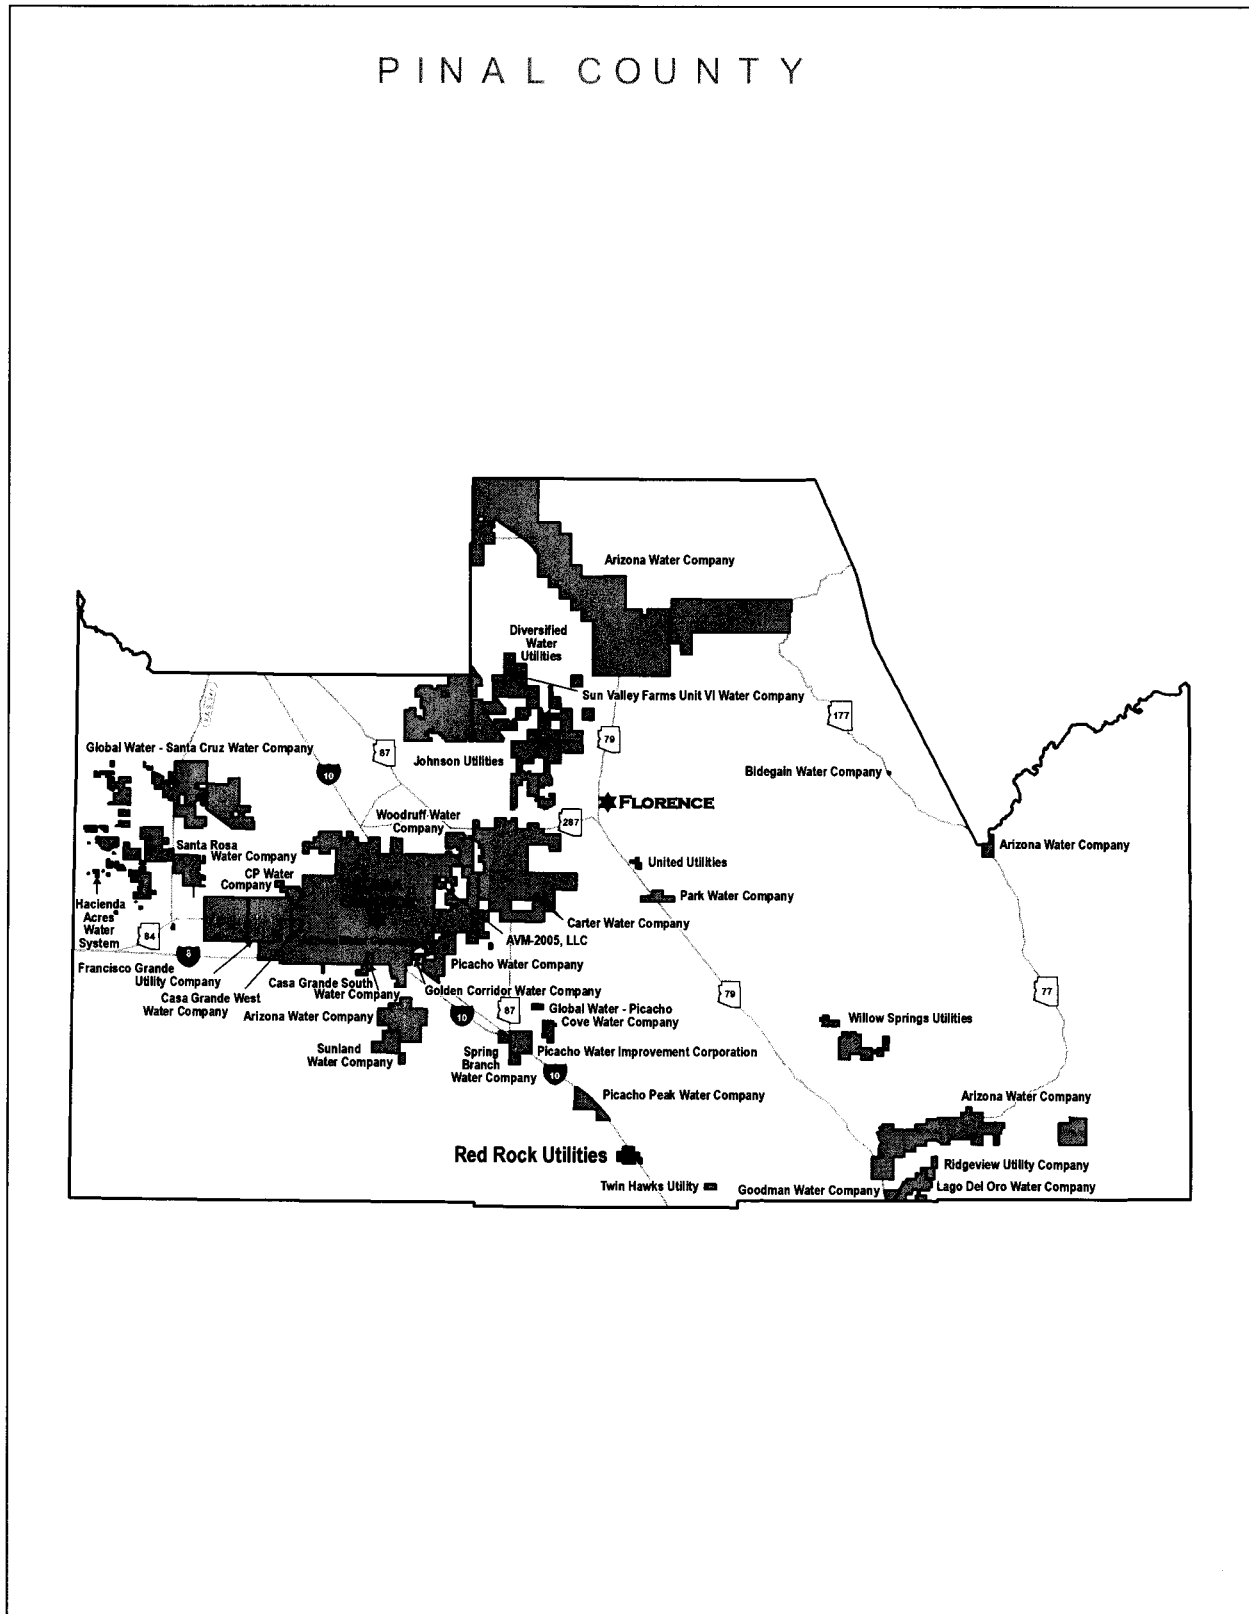 PINAL COUNTY
Arizona Water Company
Diversified
Water
Utilities
Sun Valley Farms Unit VI Water Company
177
79
87
Global Water - Santa Cruz Water Company
10
Johnson Utilities
Bidegain Water Company
FLORENCE
Woodruff Water
Company
287
Santa Rosa
Water Company
Arizona Water Company
United Utilities
CP Water
Company
Park Water Company
Hacienda
Acres
Water
System
Carter Water Company
84
AVM-2005, LLC
8
Picacho Water Company
Francisco Grande
Utility Company
Casa Grande South
Water Company
Casa Grande West
Water Company
Golden Corridor Water Company
79
77
Arizona Water Company
10
87
Global Water - Picacho
Cove Water Company
Willow Springs Utilities
Sunland
Water Company
Spring
Branch
Water Company
Picacho Water Improvement Corporation
10
Picacho Peak Water Company
Arizona Water Company
Red Rock Utilities
Ridgeview Utility Company
Twin Hawks Utility
Goodman Water Company
Lago Del Oro Water Company